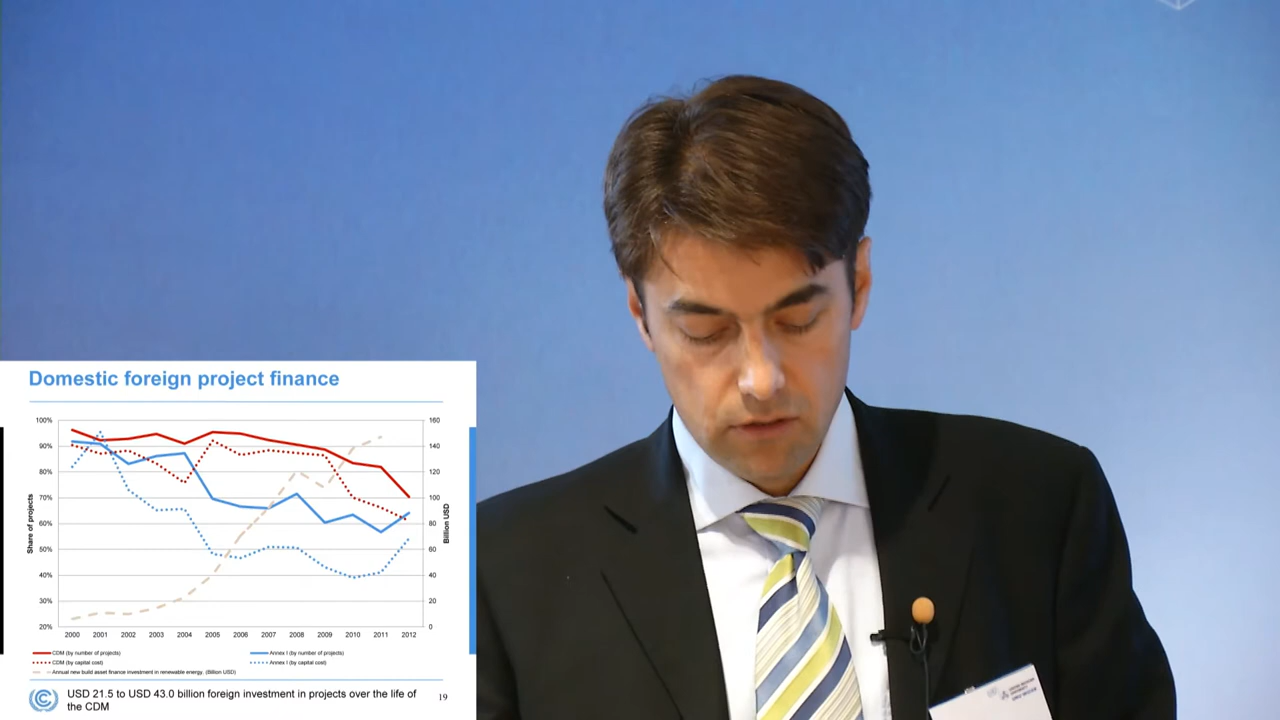 Domestic foreign project finance
100%
90%
80%
70%
60%
50%
40%
30%
20%
Share of projects
160
140
120
100
80
60
40
20
0
Billion USD
2000 2001 2002 2003 2004 2005 2006 2007 2008 2009 2010 2011 2012
CDM (by number of projects) Annex I (by number of projects)
CDM (by capital cost) Annex I (by capital cost)
Annual new build asset finance investment in renewable energy, (Billion USD)
USD 21.5 to USD 43.0 billion foreign investment in projects over the life of
the CDM
19